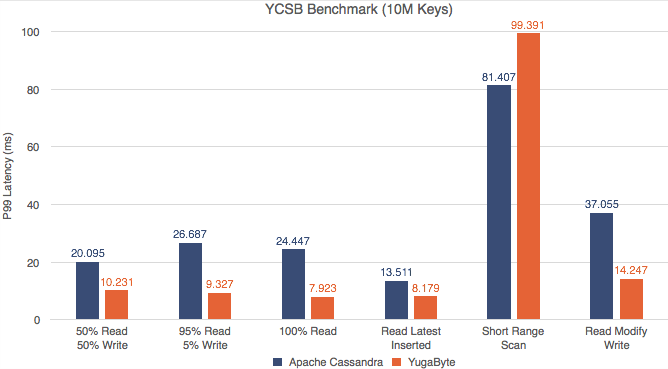 YCSB Benchmark (10M Keys)
P99 Latency (ms)
100
80
60
40
20
0
20.095
10.231
26.687
9.327
24.447
7.923
13.511
8.179
81.407
99.391
37.055
14.247
50% Read
50% Write
95% Read
5% Write
100% Read
Read Latest
Inserted
Short Range
Scan
Read Modify
Write
Apache Cassandra
YugaByte